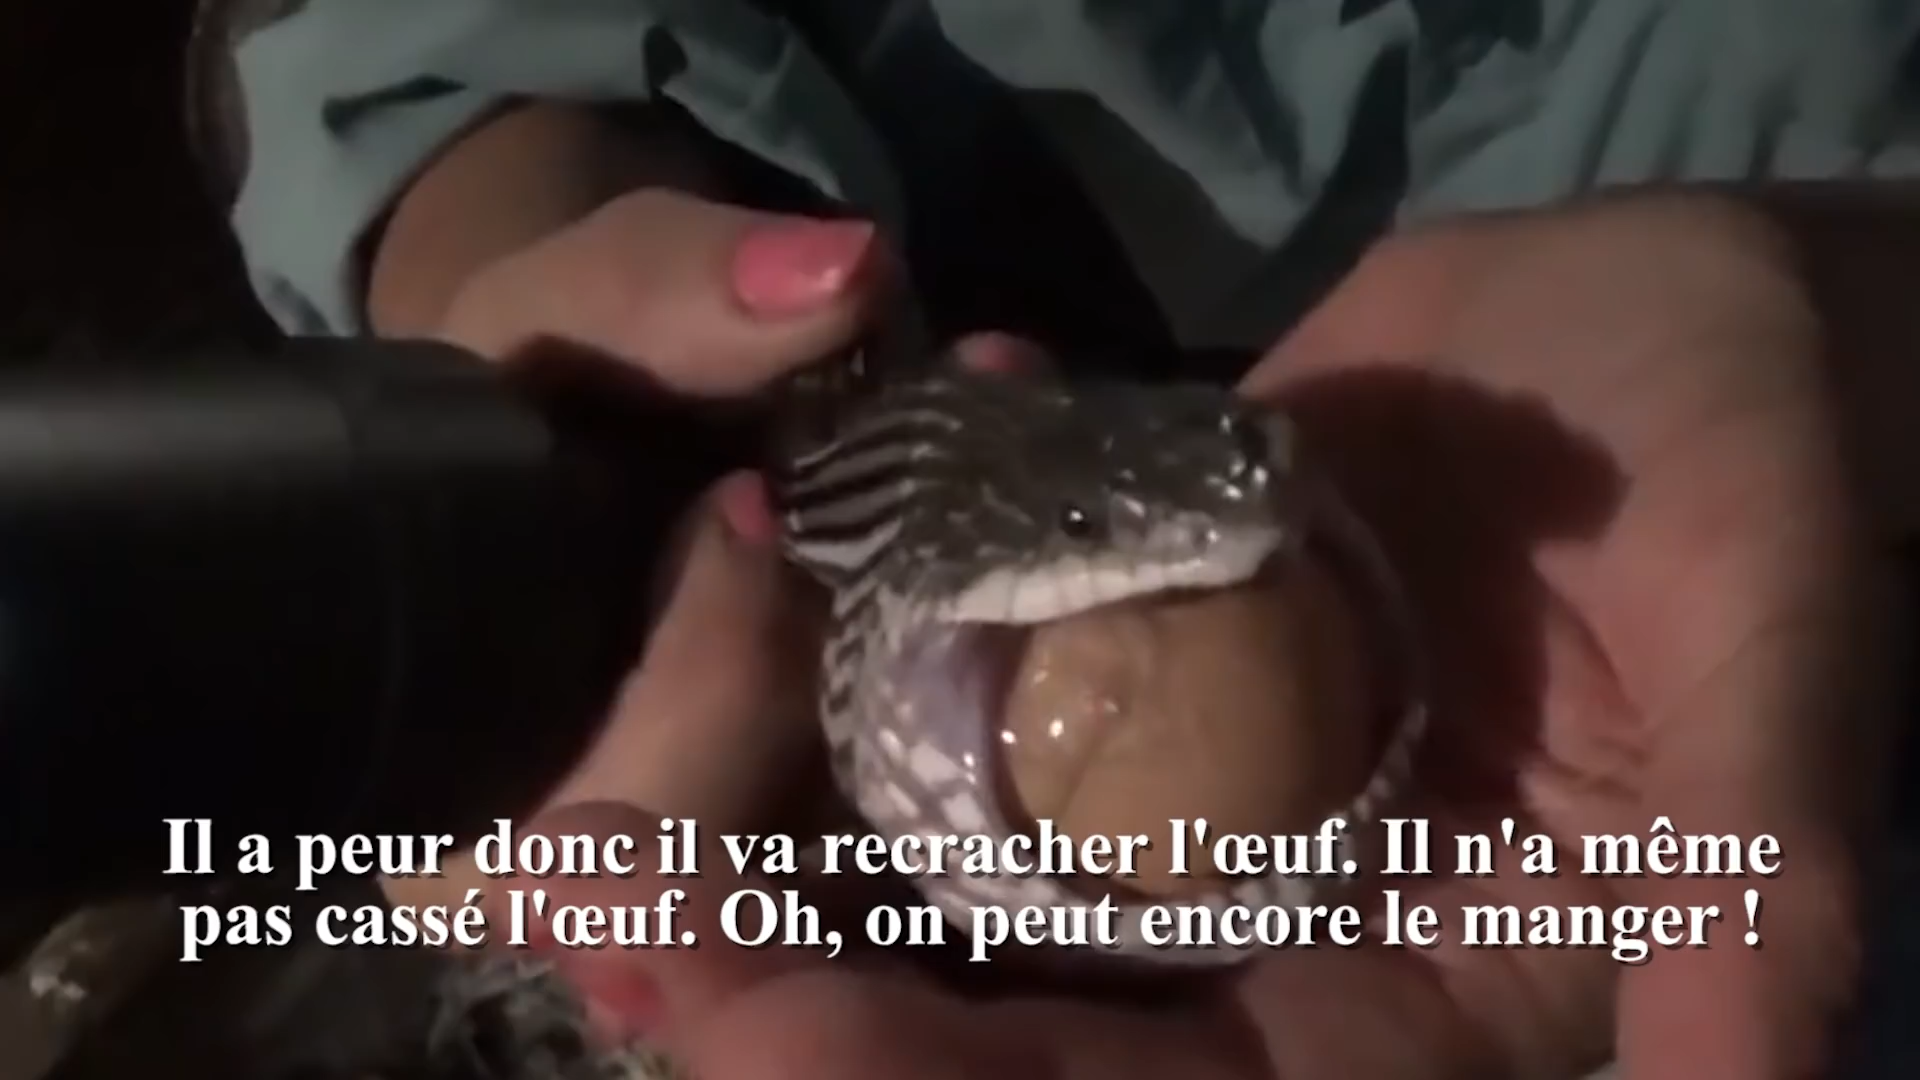 Il a peur donc il va recracher l'œuf. Il n'a même
pas cassé l'œuf. Oh, on peut encore le manger !